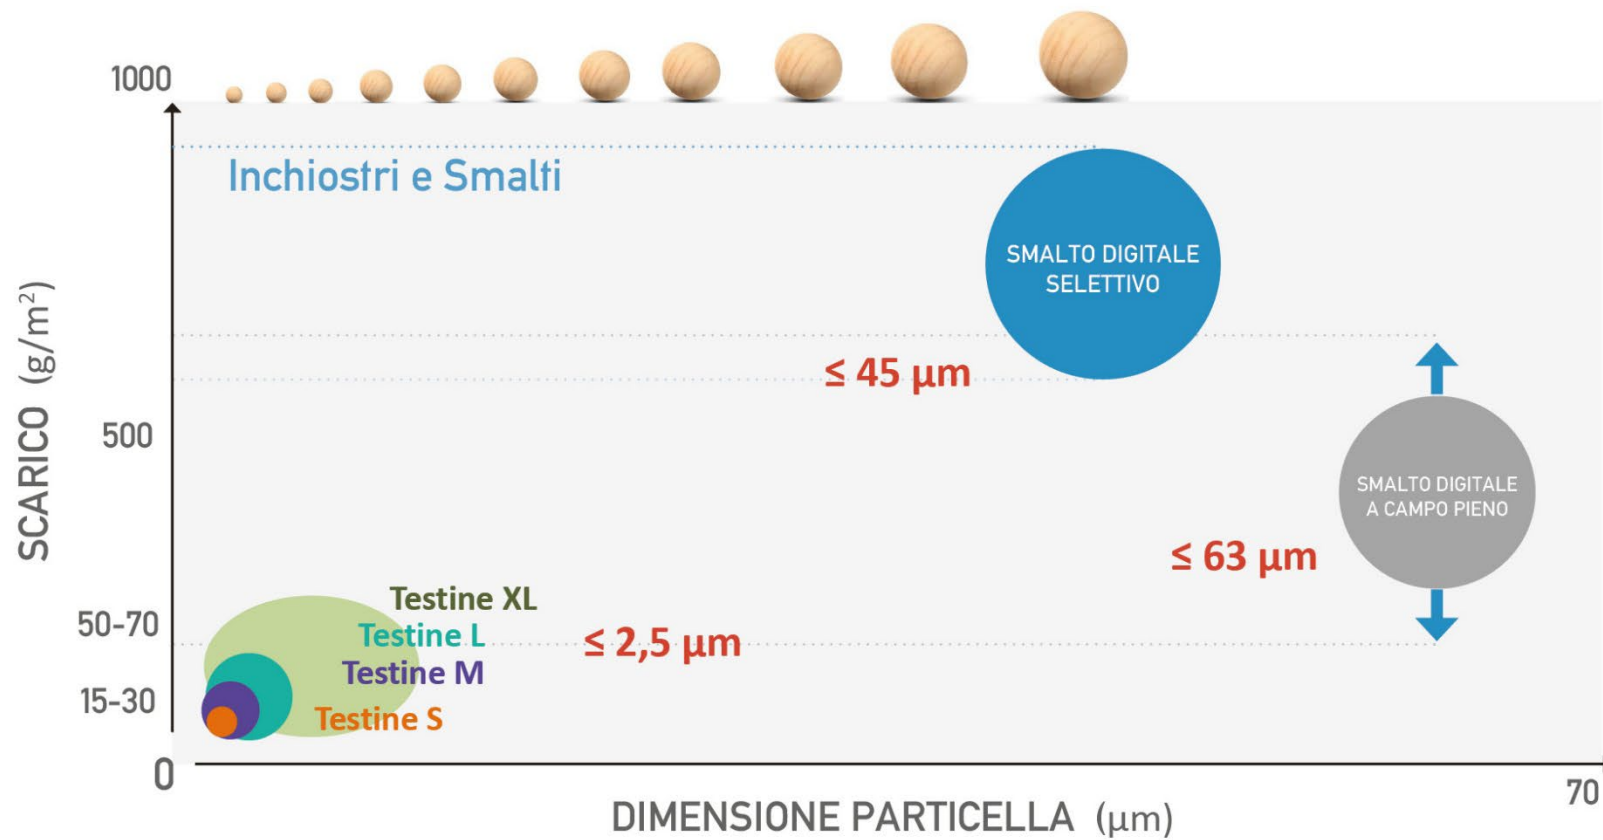 1000
Inchiostri e Smalti
SMALTO DIGITALE
SELETTIVO
≤ 45 µm
SCARICO (g/m²)
500
SMALTO DIGITALE
A CAMPO PIENO
≤ 63 µm
Testine XL
50-70
Testine L
≤ 2,5 µm
Testine M
15-30
Testine S
0
70
DIMENSIONE PARTICELLA (µm)